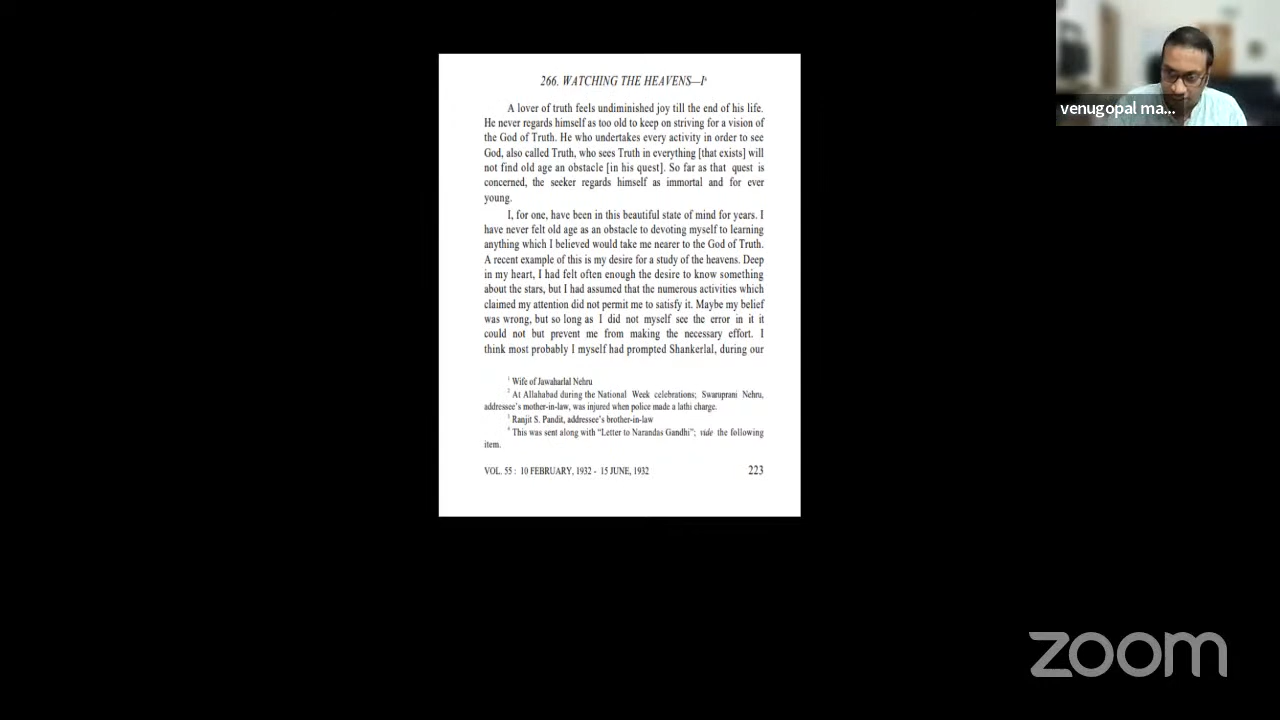 266. WATCHING THE HEAVENS—I⁴
A lover of truth feels undiminished joy till the end of his life.
He never regards himself as too old to keep on striving for a vision of
the God of Truth. He who undertakes every activity in order to see
God, also called Truth, who sees Truth in everything [that exists] will
not find old age an obstacle [in his quest]. So far as that quest is
concerned, the seeker regards himself as immortal and for ever
young.
I, for one, have been in this beautiful state of mind for years. I
have never felt old age as an obstacle to devoting myself to learning
anything which I believed would take me nearer to the God of Truth.
A recent example of this is my desire for a study of the heavens. Deep
in my heart, I had felt often enough the desire to know something
about the stars, but I had assumed that the numerous activities which
claimed my attention did not permit me to satisfy it. Maybe my belief
was wrong, but so long as I did not myself see the error in it it
could not but prevent me from making the necessary effort. I
think most probably I myself had prompted Shankerlal, during our
¹ Wife of Jawaharlal Nehru
² At Allahabad during the National Week celebrations; Swaruprani Nehru,
addressee's mother-in-law, was injured when police made a lathi charge.
³ Ranjit S. Pandit, addressee's brother-in-law
⁴ This was sent along with “Letter to Narandas Gandhi”; vide the following
item.
VOL. 55 : 10 FEBRUARY, 1932 - 15 JUNE, 1932 223
venugopal ma...
zoom